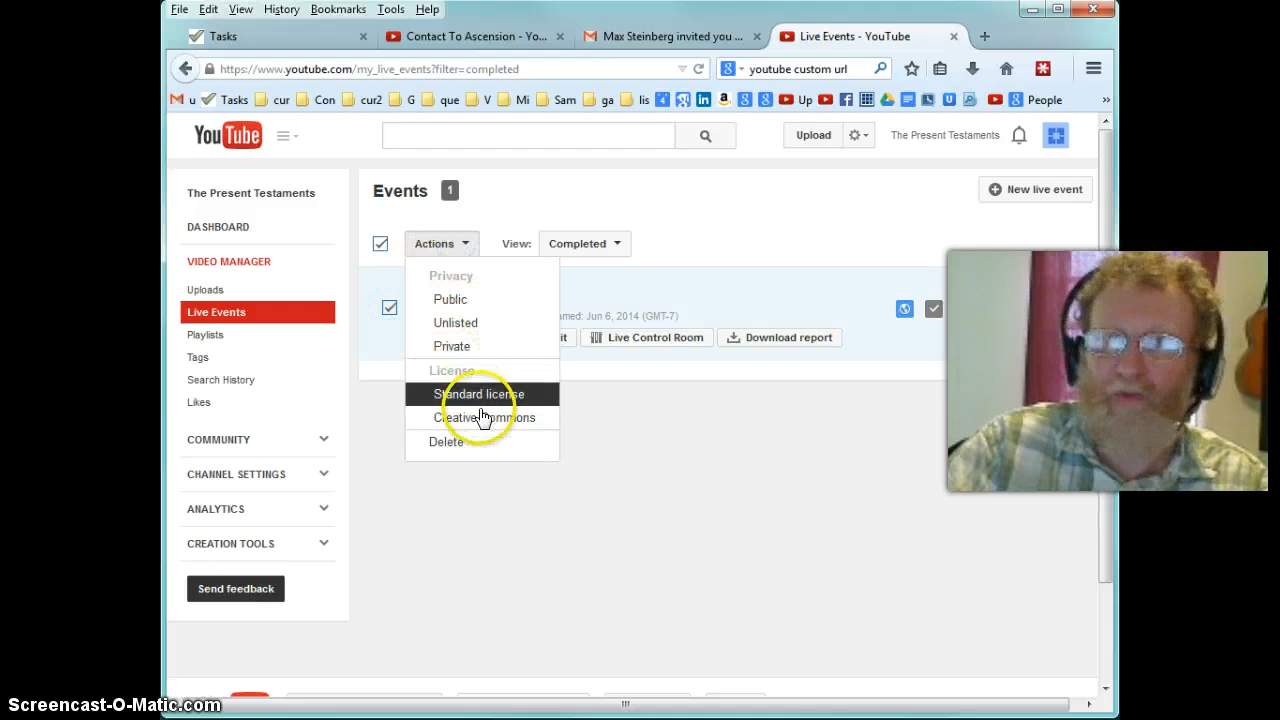 File Edit View History Bookmarks Tools Help
Tasks Contact To Ascension - Yo... Max Steinberg invited you ... Live Events - YouTube
https://www.youtube.com/my_live_events?filter=completed youtube custom url
u Tasks cur Con cur2 G que V Mi Sam ga lis Up People
YouTube Upload The Present Testaments
The Present Testaments
DASHBOARD
VIDEO MANAGER
Uploads
Live Events
Playlists
Tags
Search History
Likes
COMMUNITY
CHANNEL SETTINGS
ANALYTICS
CREATION TOOLS
Send feedback
Events 1 New live event
Actions View: Completed
Privacy
Public
Unlisted
Private
License
Standard license
Creative Commons
Delete
Jun 6, 2014 (GMT-7)
Live Control Room Download report
Screencast-O-Matic.com